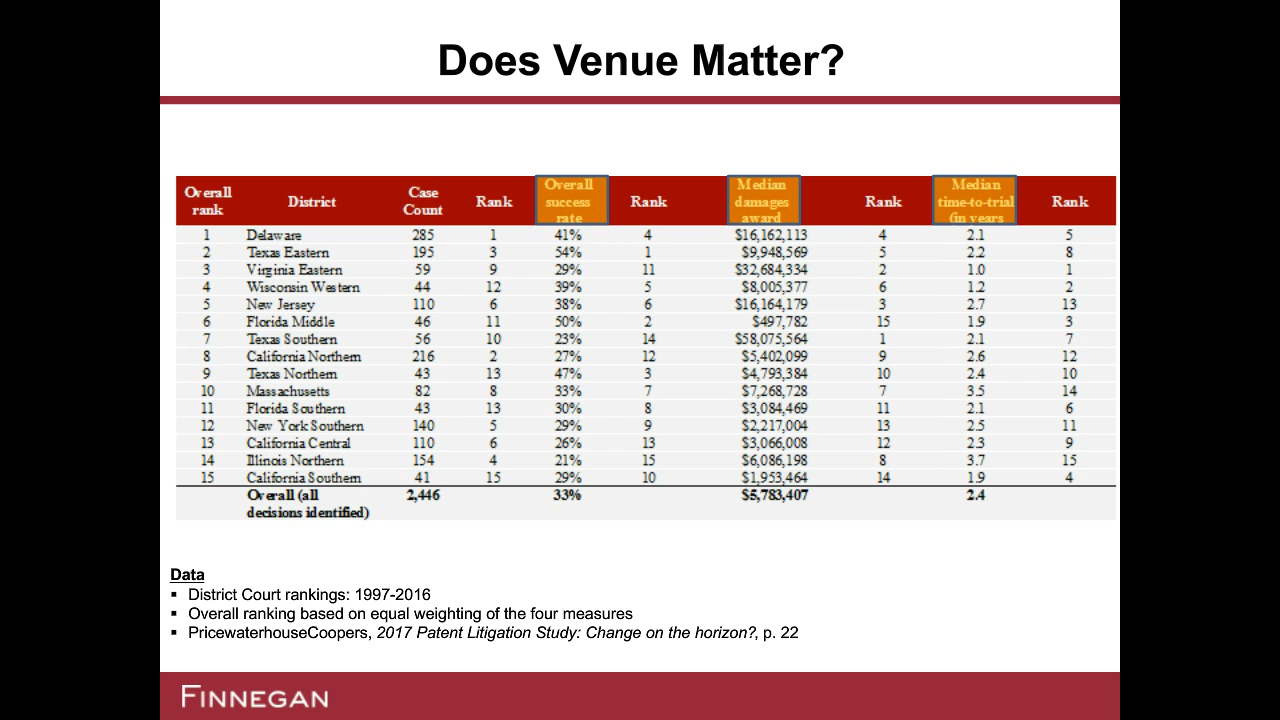 Does Venue Matter?
Overall rank District Case Count Rank Overall success rate Rank Median damages award Rank Median time-to-trial (in years Rank
1 Delaware 285 1 41% 4 $16,162,113 4 2.1 5
2 Texas Eastern 195 3 54% 1 $9,948,569 5 2.2 8
3 Virginia Eastern 59 9 29% 11 $32,684,334 2 1.0 1
4 Wisconsin Western 44 12 39% 5 $8,005,377 6 1.2 2
5 New Jersey 110 6 38% 6 $16,164,179 3 2.7 13
6 Florida Middle 46 11 50% 2 $497,782 15 1.9 3
7 Texas Southern 56 10 23% 14 $58,075,564 1 2.1 7
8 California Northern 216 2 27% 12 $5,402,099 9 2.6 12
9 Texas Northern 43 13 47% 3 $4,793,384 10 2.4 10
10 Massachusetts 82 8 33% 7 $7,268,728 7 3.5 14
11 Florida Southern 43 13 30% 8 $3,084,469 11 2.1 6
12 New York Southern 140 5 29% 9 $2,217,004 13 2.5 11
13 California Central 110 6 26% 13 $3,066,008 12 2.3 9
14 Illinois Northern 154 4 21% 15 $6,086,198 8 3.7 15
15 California Southern 41 15 29% 10 $1,953,464 14 1.9 4
Overall (all 2,446 33% $5,783,407 2.4
decisions identified)
Data
▪ District Court rankings: 1997-2016
▪ Overall ranking based on equal weighting of the four measures
▪ PricewaterhouseCoopers, 2017 Patent Litigation Study: Change on the horizon?, p. 22
FINNEGAN